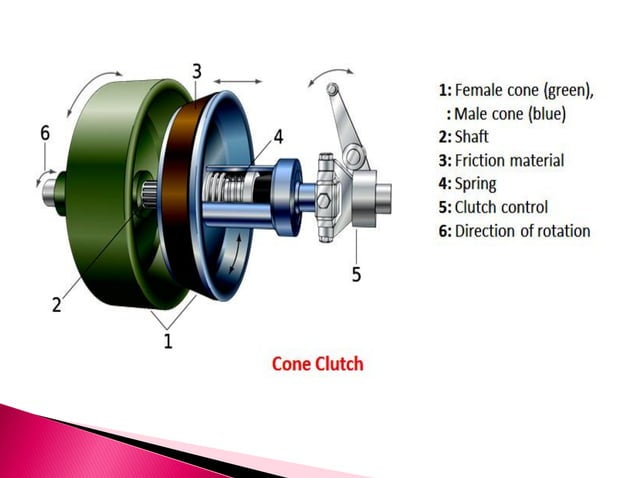 3
4
6
5
2
1
1: Female cone (green),
: Male cone (blue)
2: Shaft
3: Friction material
4: Spring
5: Clutch control
6: Direction of rotation
Cone Clutch